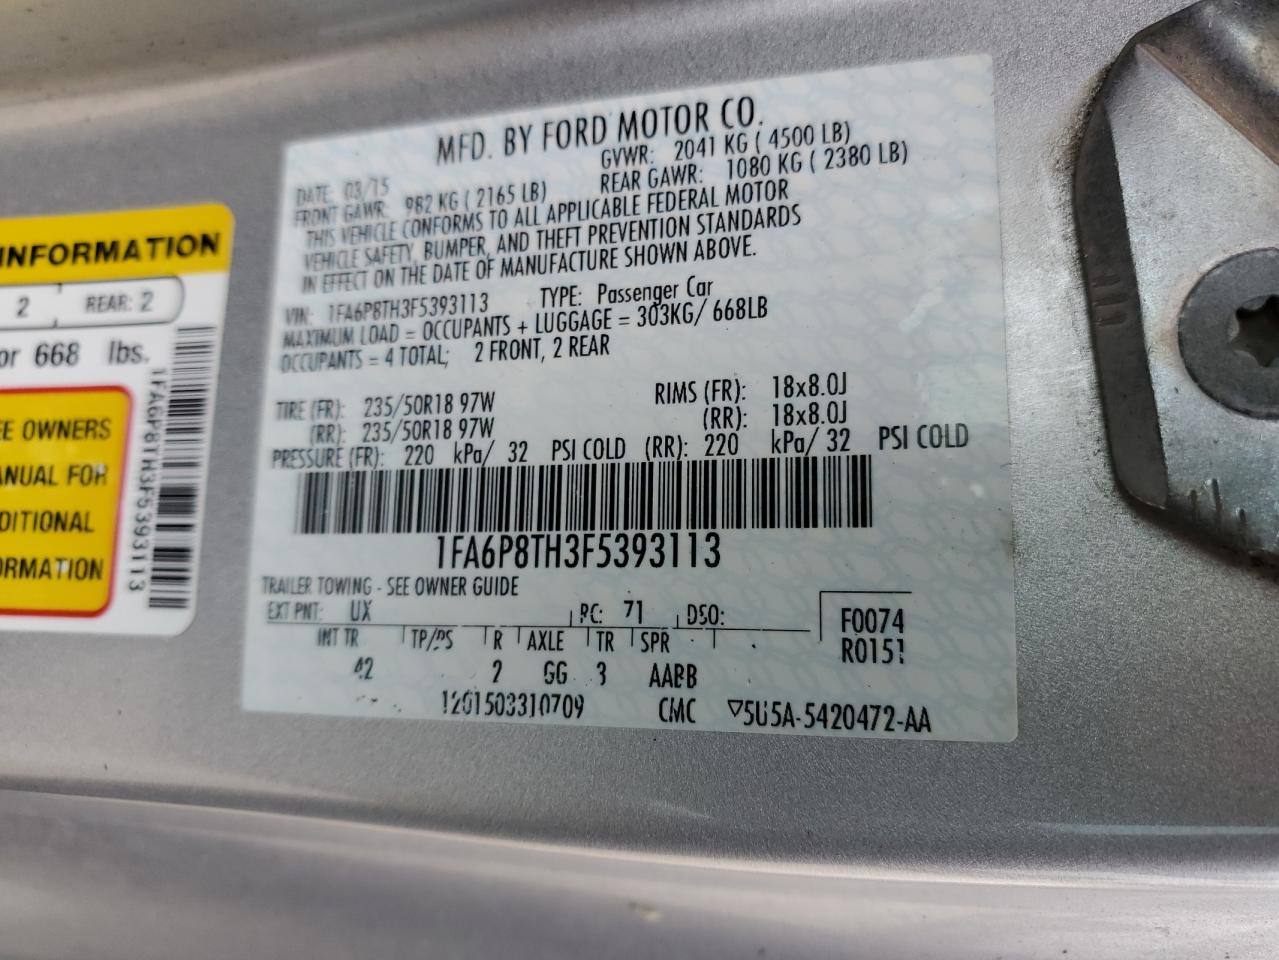 MFD. BY FORD MOTOR CO.
DATE: 03/15 GVWR: 2041 KG ( 4500 LB)
FRONT GAWR: 982 KG ( 2165 LB) REAR GAWR: 1080 KG ( 2380 LB)
THIS VEHICLE CONFORMS TO ALL APPLICABLE FEDERAL MOTOR
VEHICLE SAFETY, BUMPER, AND THEFT PREVENTION STANDARDS
IN EFFECT ON THE DATE OF MANUFACTURE SHOWN ABOVE.
VIN: 1FA6P8TH3F5393113 TYPE: Passenger Car
MAXIMUM LOAD = OCCUPANTS + LUGGAGE = 303KG/ 668LB
OCCUPANTS = 4 TOTAL; 2 FRONT, 2 REAR
TIRE (FR): 235/50R18 97W RIMS (FR): 18x8.0J
(RR): 235/50R18 97W (RR): 18x8.0J
PRESSURE (FR): 220 kPa/ 32 PSI COLD (RR): 220 kPa/ 32 PSI COLD
1FA6P8TH3F5393113
TRAILER TOWING - SEE OWNER GUIDE
EXT PNT: UX RC: 71 DSO: F0074
INT TR TP/PS R AXLE TR SPR R0151
42 2 GG 3 AABB
1201503310709 CMC ▽5U5A-5420472-AA
INFORMATION
2 REAR: 2
or 668 lbs.
EE OWNERS
ANUAL FOR
DITIONAL
ORMATION
1FA6P8TH3F5393113